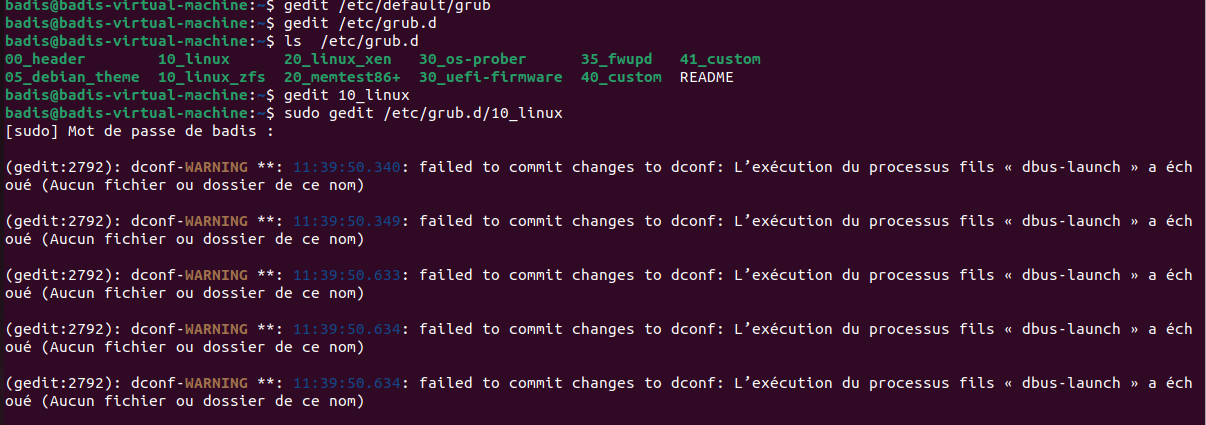 badis@badis-virtual-machine:~$ gedit /etc/default/grub
badis@badis-virtual-machine:~$ gedit /etc/grub.d
badis@badis-virtual-machine:~$ ls  /etc/grub.d
00_header       10_linux      20_linux_xen   30_os-prober      35_fwupd   41_custom
05_debian_theme  10_linux_zfs  20_memtest86+  30_uefi-firmware  40_custom  README
badis@badis-virtual-machine:~$ gedit 10_linux
badis@badis-virtual-machine:~$ sudo gedit /etc/grub.d/10_linux
[sudo] Mot de passe de badis :
(gedit:2792): dconf-WARNING **: 11:39:50.340: failed to commit changes to dconf: L’exécution du processus fils « dbus-launch » a éch
oué (Aucun fichier ou dossier de ce nom)
(gedit:2792): dconf-WARNING **: 11:39:50.349: failed to commit changes to dconf: L’exécution du processus fils « dbus-launch » a éch
oué (Aucun fichier ou dossier de ce nom)
(gedit:2792): dconf-WARNING **: 11:39:50.633: failed to commit changes to dconf: L’exécution du processus fils « dbus-launch » a éch
oué (Aucun fichier ou dossier de ce nom)
(gedit:2792): dconf-WARNING **: 11:39:50.634: failed to commit changes to dconf: L’exécution du processus fils « dbus-launch » a éch
oué (Aucun fichier ou dossier de ce nom)
(gedit:2792): dconf-WARNING **: 11:39:50.634: failed to commit changes to dconf: L’exécution du processus fils « dbus-launch » a éch
oué (Aucun fichier ou dossier de ce nom)